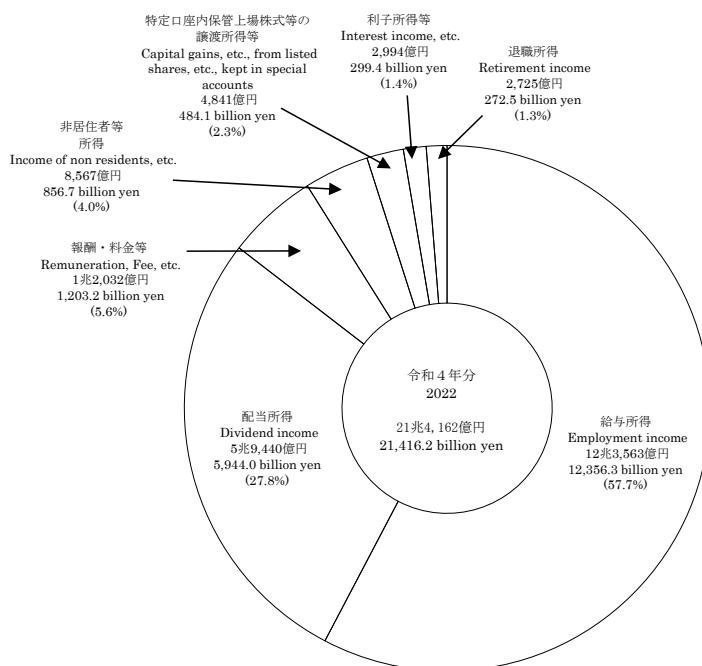 特定口座内保管上場株式等の
譲渡所得等
Capital gains, etc., from listed
shares, etc., kept in special
accounts
4,841億円
484.1 billion yen
(2.3%)
利子所得等
Interest income, etc.
2,994億円
299.4 billion yen
(1.4%)
退職所得
Retirement income
2,725億円
272.5 billion yen
(1.3%)
非居住者等
所得
Income of non residents, etc.
8,567億円
856.7 billion yen
(4.0%)
報酬・料金等
Remuneration, Fee, etc.
1兆2,032億円
1,203.2 billion yen
(5.6%)
配当所得
Dividend income
5兆9,440億円
5,944.0 billion yen
(27.8%)
令和４年分
2022
21兆4,162億円
21,416.2 billion yen
給与所得
Employment income
12兆3,563億円
12,356.3 billion yen
(57.7%)